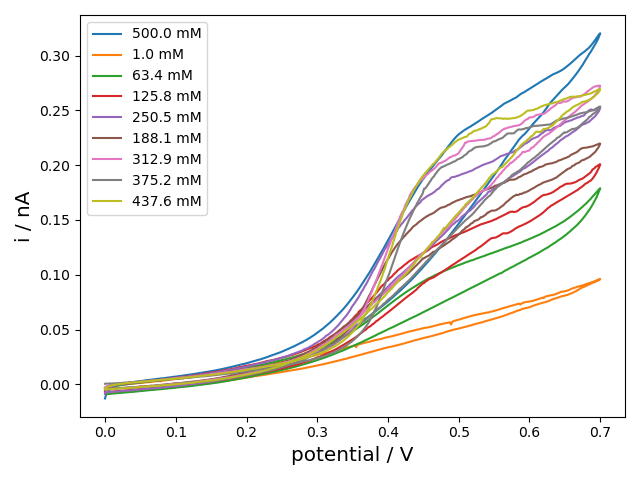 500.0 mM
1.0 mM
63.4 mM
125.8 mM
250.5 mM
188.1 mM
312.9 mM
375.2 mM
437.6 mM
i / nA
0.30
0.25
0.20
0.15
0.10
0.05
0.00
0.0 0.1 0.2 0.3 0.4 0.5 0.6 0.7
potential / V